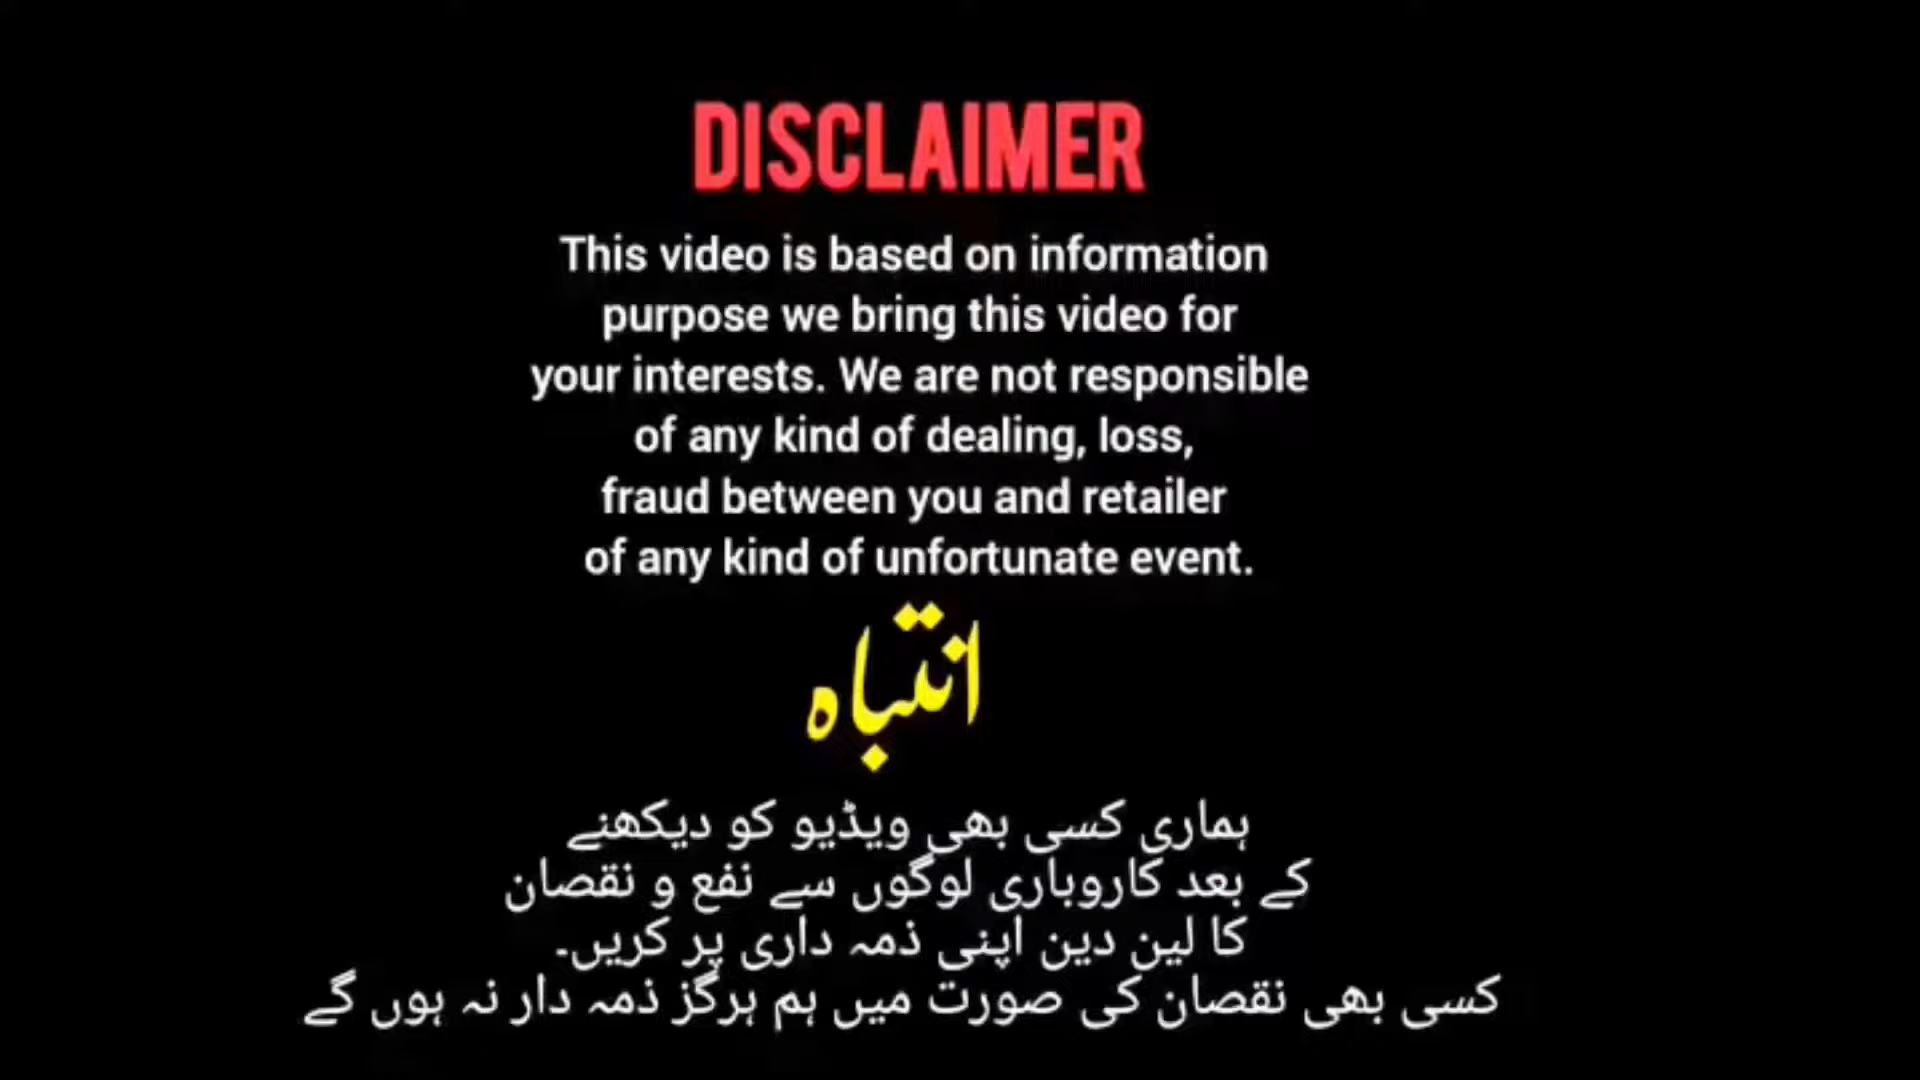 DISCLAIMER
This video is based on information
purpose we bring this video for
your interests. We are not responsible
of any kind of dealing, loss,
fraud between you and retailer
of any kind of unfortunate event.
انتباہ
ہماری کسی بھی ویڈیو کو دیکھنے
کے بعد کاروباری لوگوں سے نفع و نقصان
کا لین دین اپنی ذمہ داری پر کریں۔
کسی بھی نقصان کی صورت میں ہم ہرگز ذمہ دار نہ ہوں گے